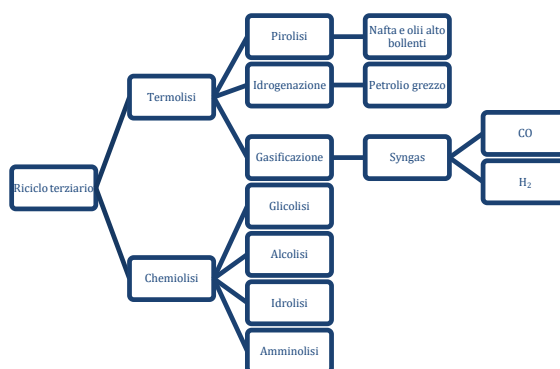 Riciclo terziario
Termolisi
Pirolisi
Nafta e olii alto
bollenti
Idrogenazione
Petrolio grezzo
Gasificazione
Syngas
CO
H₂
Chemiolisi
Glicolisi
Alcolisi
Idrolisi
Amminolisi